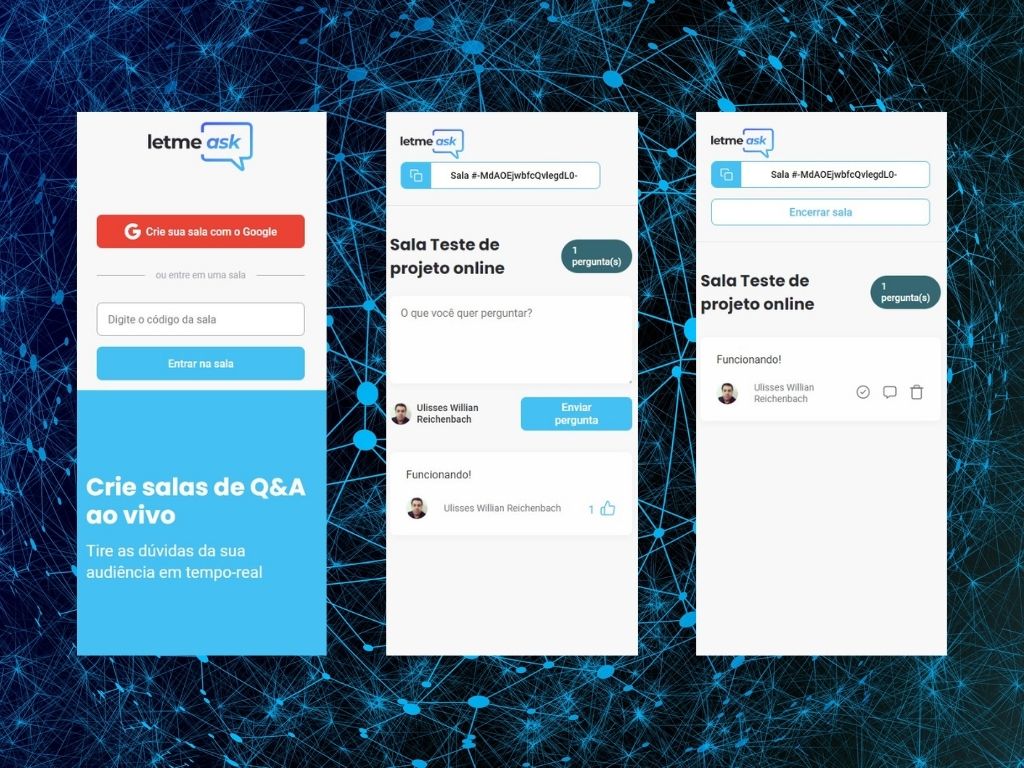 letme ask
Crie sua sala com o Google
ou entre em uma sala
Digite o código da sala
Entrar na sala
Crie salas de Q&A
ao vivo
Tire as dúvidas da sua
audiência em tempo-real
letme ask
Sala #-MdAOEjwbfcQvlegdL0-
Sala Teste de
projeto online
1
pergunta(s)
O que você quer perguntar?
Ulisses Willian
Reichenbach
Enviar
pergunta
Funcionando!
Ulisses Willian Reichenbach
1
letme ask
Sala #-MdAOEjwbfcQvlegdL0-
Encerrar sala
Sala Teste de
projeto online
1
pergunta(s)
Funcionando!
Ulisses Willian
Reichenbach